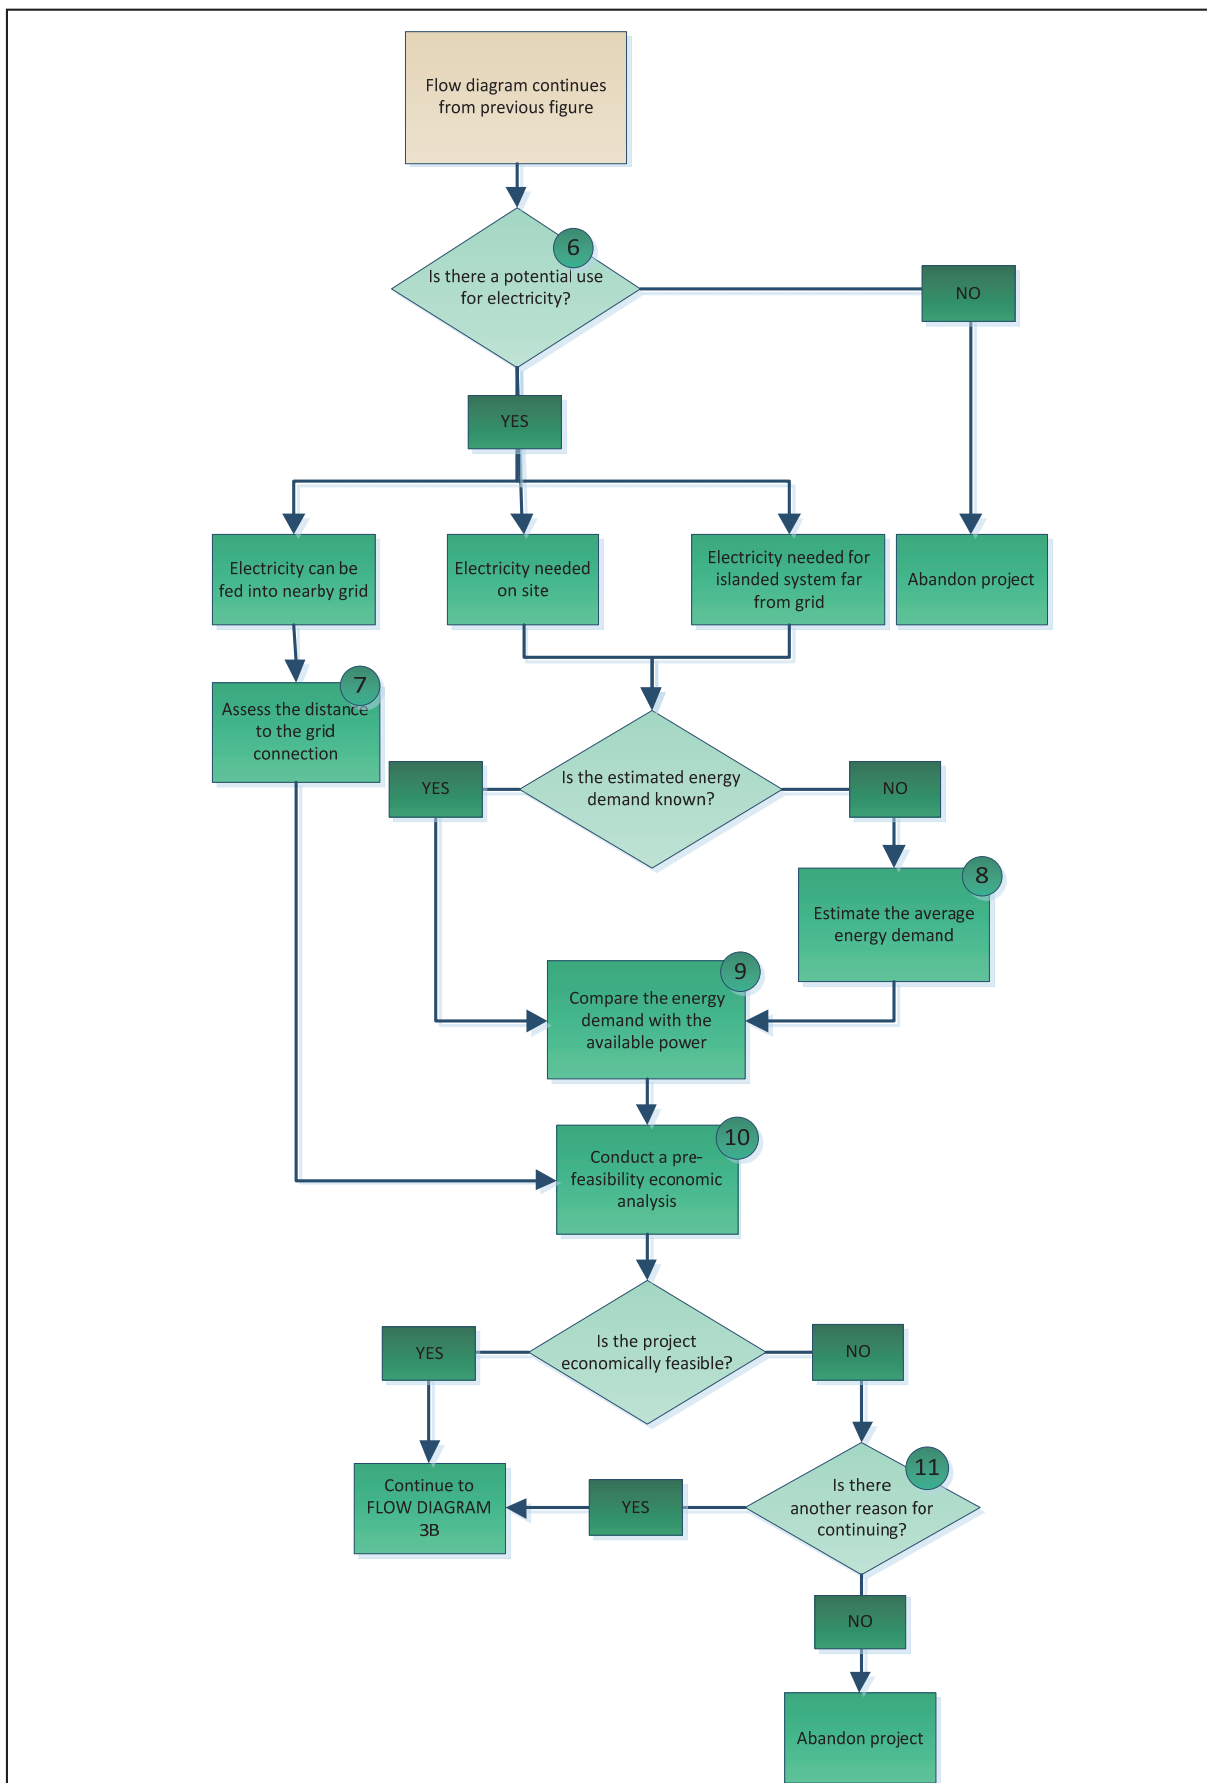 Flow diagram continues
from previous figure
6
Is there a potential use
for electricity?
NO
YES
Electricity can be
fed into nearby grid
Electricity needed
on site
Electricity needed for
islanded system far
from grid
Abandon project
7
Assess the distance
to the grid
connection
YES
Is the estimated energy
demand known?
NO
8
Estimate the average
energy demand
9
Compare the energy
demand with the
available power
10
Conduct a pre-
feasibility economic
analysis
YES
Is the project
economically feasible?
NO
Continue to
FLOW DIAGRAM
3B
YES
11
Is there
another reason for
continuing?
NO
Abandon project